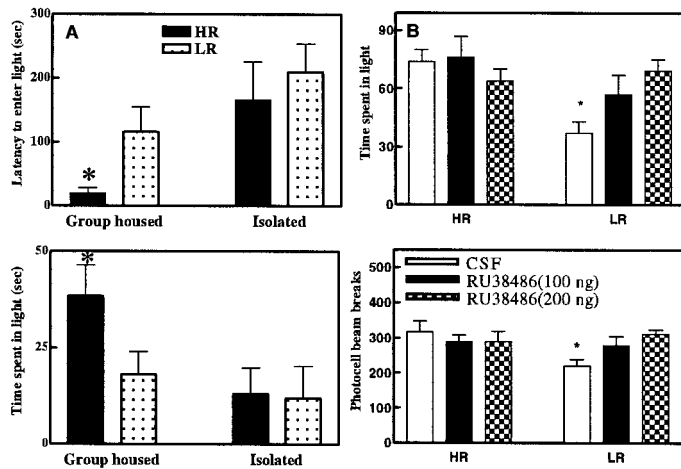 A
HR
LR
Latency to enter light (sec)
300
200
100
0
Group housed
Isolated
*
B
Time spent in light
90
60
30
0
*
HR
LR
Time spent in light (sec)
50
25
0
*
Group housed
Isolated
CSF
RU38486(100 ng)
RU38486(200 ng)
Photocell beam breaks
500
400
300
200
100
0
*
HR
LR